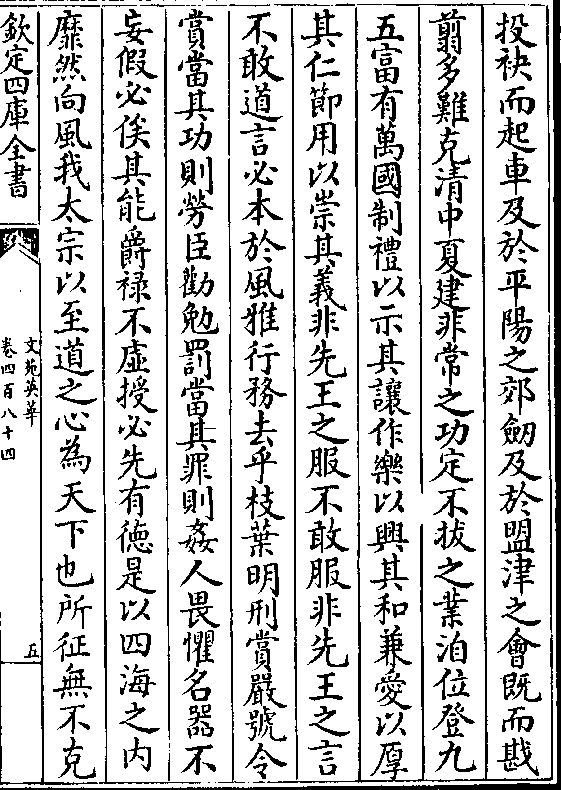 投袂而起車及於平陽之郊劒及於盟津之會既而戡
翦多難克清中夏建非常之功定不拔之業洎位登九
五富有萬國制禮以示其讓作樂以興其和兼愛以厚
其仁節用以崇其義非先王之服不敢服非先王之言
不敢道言必本於風雅行務去乎枝葉明刑賞嚴號令
賞當其功則勞臣勸勉罰當其罪則姦人畏懼名器不
妄假必俟其能爵禄不虛授必先有徳是以四海之内
靡然向風我太宗以至道之心為天下也所征無不克
欽定四庫全書
文苑英華
卷四百八十四
五